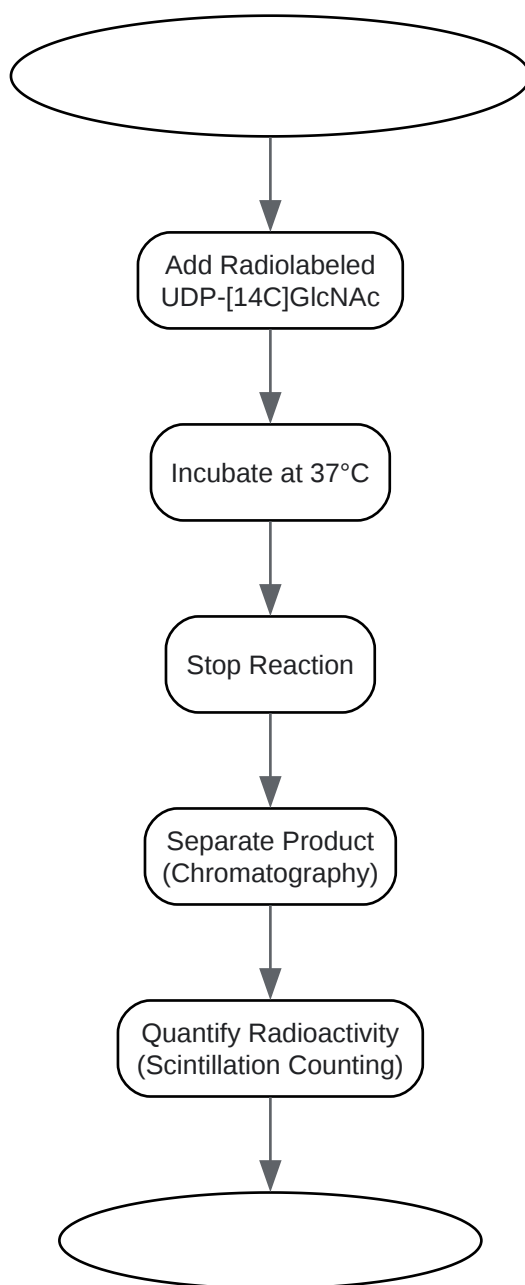 Add Radiolabeled
UDP-[14C]GlcNAc
Incubate at 37°C
Stop Reaction
Separate Product
(Chromatography)
Quantify Radioactivity
(Scintillation Counting)